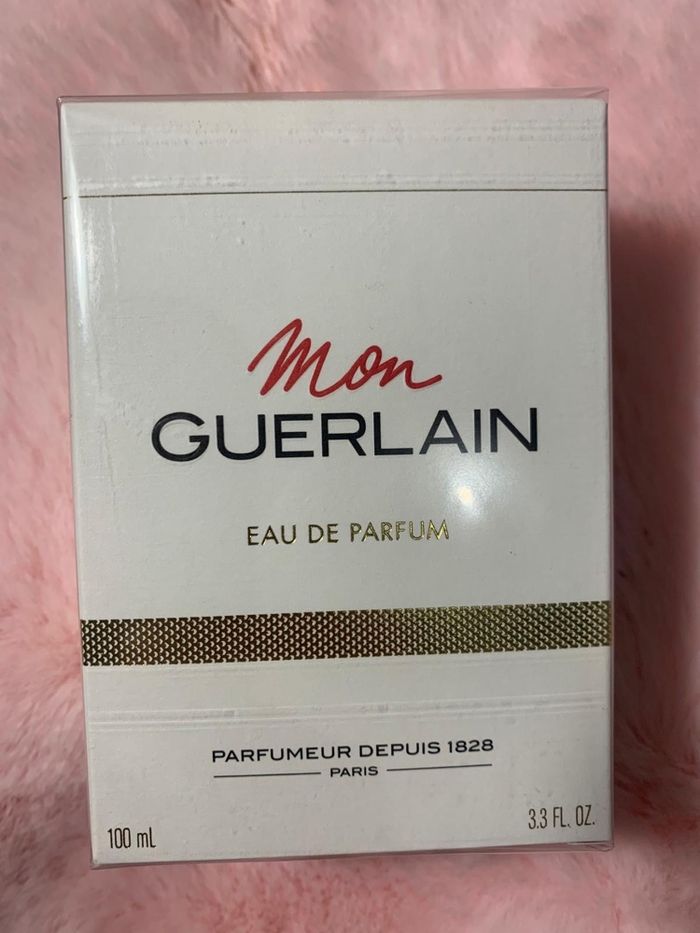 Mon
GUERLAIN
EAU DE PARFUM
PARFUMEUR DEPUIS 1828
PARIS
100 mL
3.3 FL. OZ.